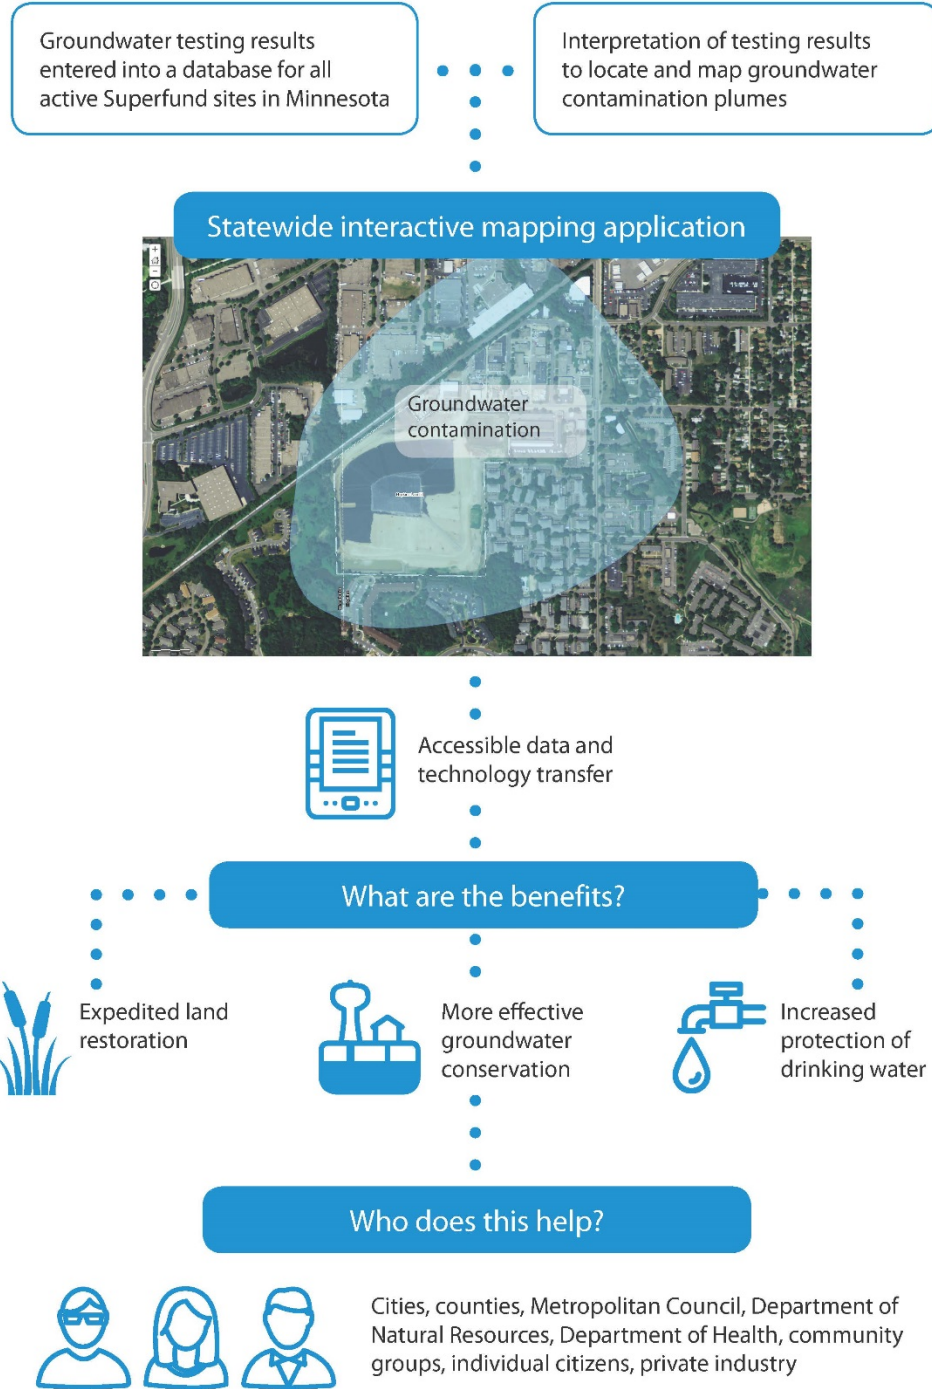 Groundwater testing results
entered into a database for all
active Superfund sites in Minnesota
Interpretation of testing results
to locate and map groundwater
contamination plumes
Statewide interactive mapping application
Groundwater
contamination
Accessible data and
technology transfer
What are the benefits?
Expedited land
restoration
More effective
groundwater
conservation
Increased
protection of
drinking water
Who does this help?
Cities, counties, Metropolitan Council, Department of
Natural Resources, Department of Health, community
groups, individual citizens, private industry